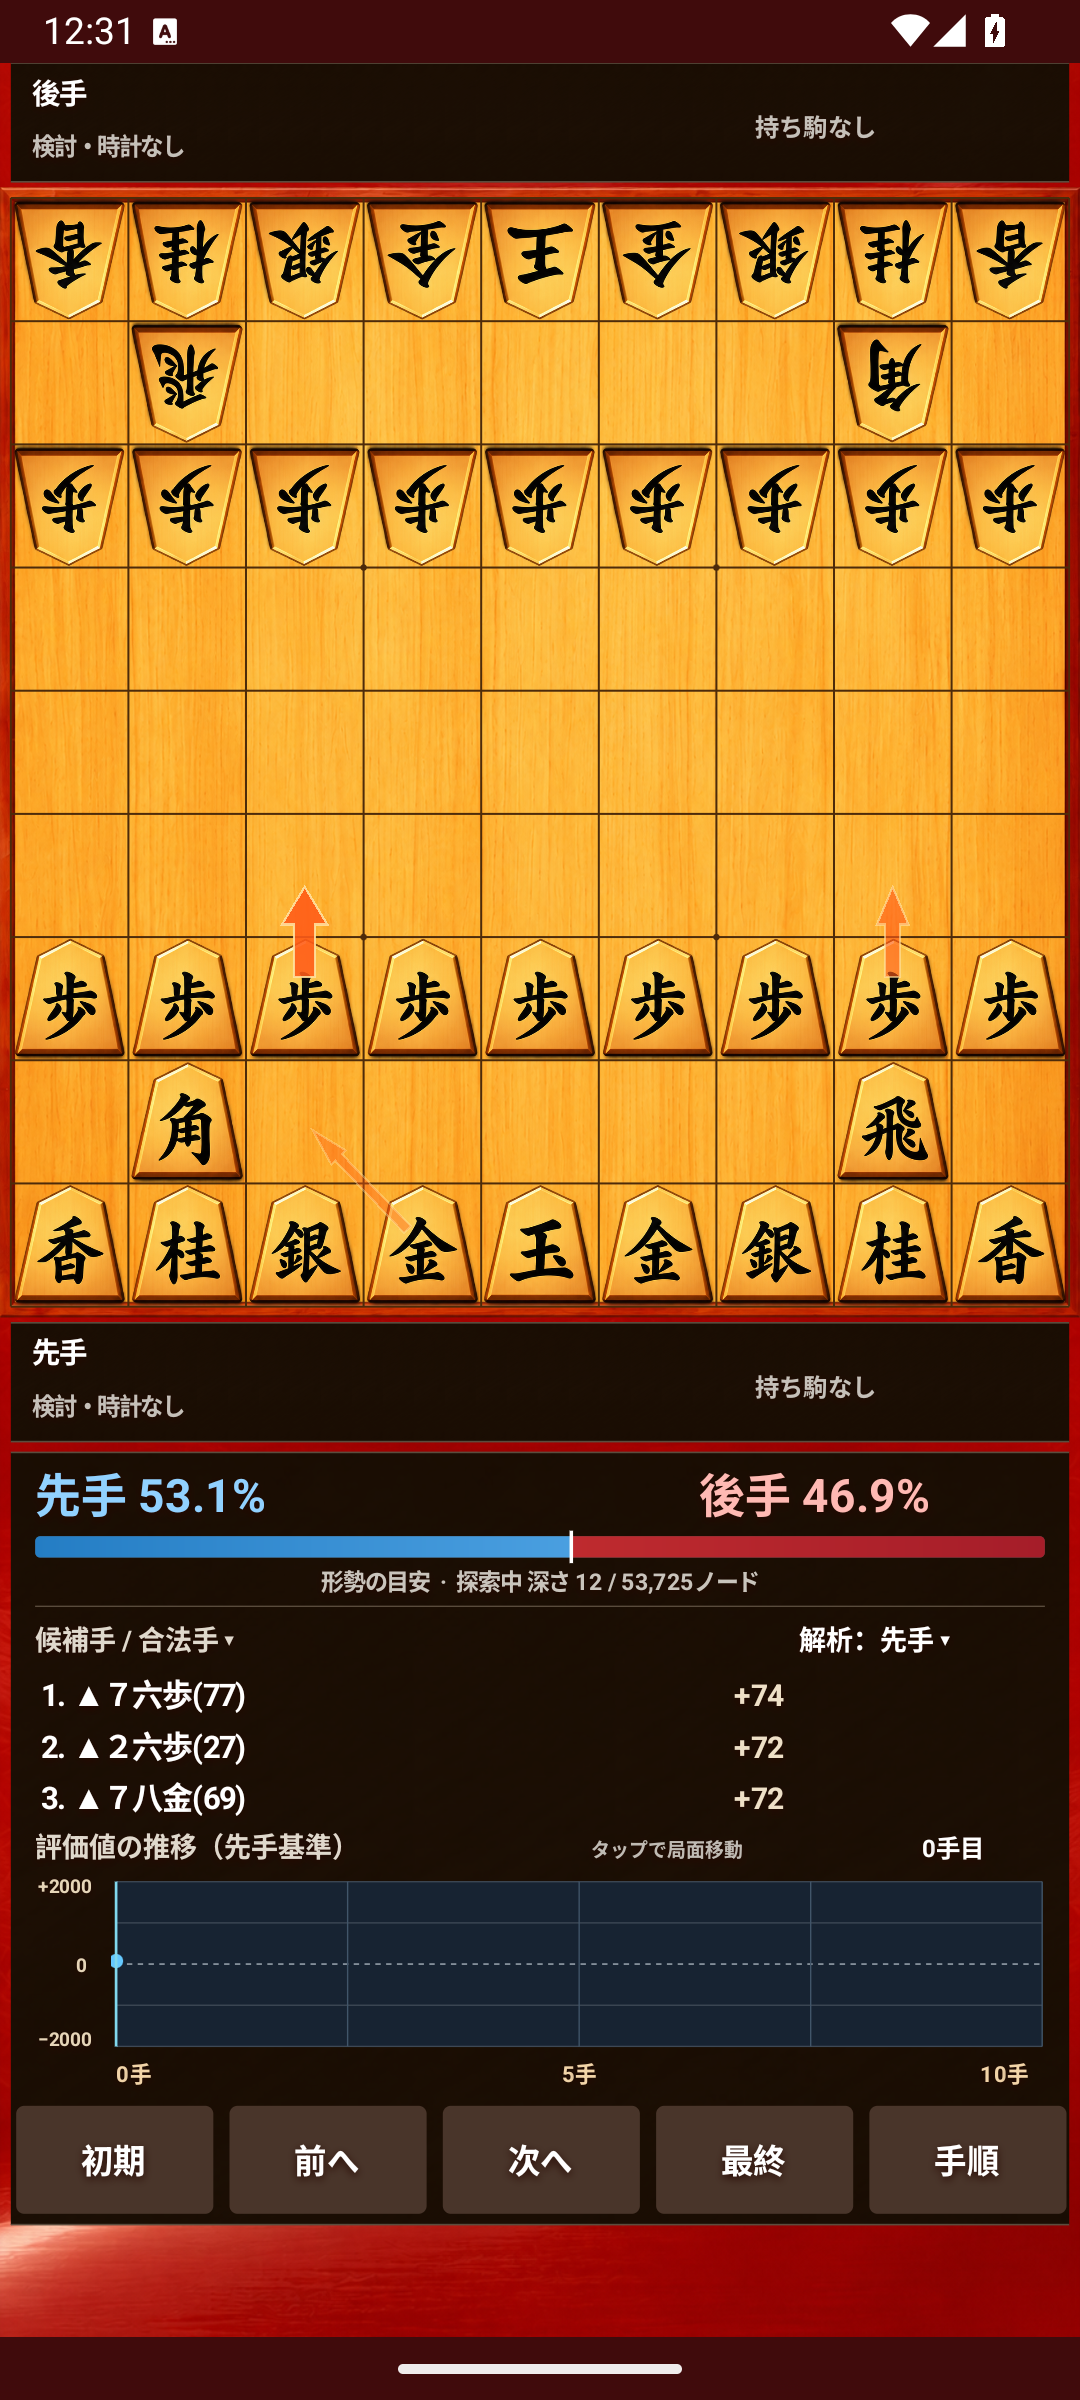 12:31 A
後手
検討・時計なし
持ち駒なし
香 桂 銀 金 王 金 銀 桂 香
飛 角
歩 歩 歩 歩 歩 歩 歩 歩 歩
歩 歩 歩 歩 歩 歩 歩 歩 歩
角 飛
香 桂 銀 金 玉 金 銀 桂 香
先手
検討・時計なし
持ち駒なし
先手 53.1% 後手 46.9%
形勢の目安 · 探索中 深さ 12 / 53,725ノード
候補手 / 合法手 ▾ 解析：先手 ▾
1. ▲７六歩(77) +74
2. ▲２六歩(27) +72
3. ▲７八金(69) +72
評価値の推移（先手基準） タップで局面移動 0手目
+2000
0
−2000
0手 5手 10手
初期 前へ 次へ 最終 手順